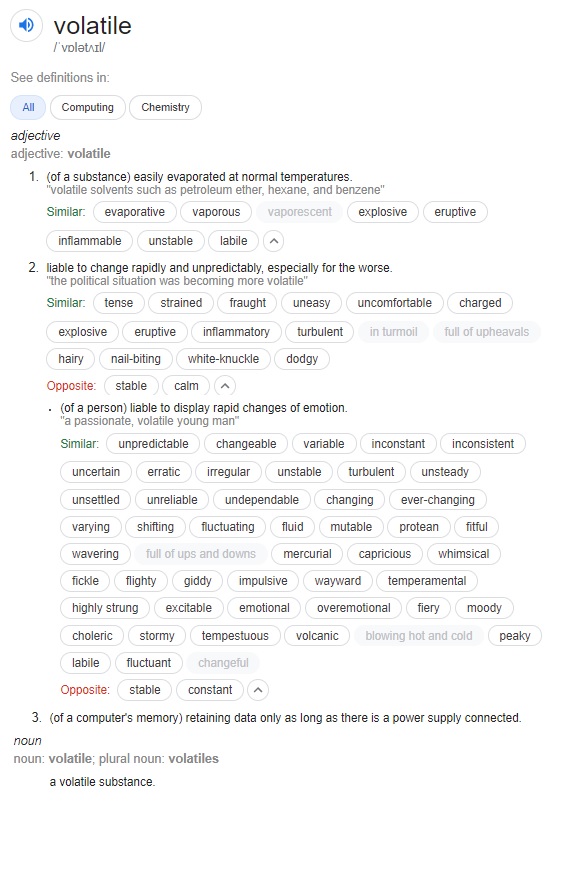 volatile
/ˈvɒlətʌɪl/
See definitions in:
All Computing Chemistry
adjective
adjective: volatile
1. (of a substance) easily evaporated at normal temperatures.
"volatile solvents such as petroleum ether, hexane, and benzene"
Similar: evaporative vaporous vaporescent explosive eruptive
inflammable unstable labile
2. liable to change rapidly and unpredictably, especially for the worse.
"the political situation was becoming more volatile"
Similar: tense strained fraught uneasy uncomfortable charged
explosive eruptive inflammatory turbulent in turmoil full of upheavals
hairy nail-biting white-knuckle dodgy
Opposite: stable calm
• (of a person) liable to display rapid changes of emotion.
"a passionate, volatile young man"
Similar: unpredictable changeable variable inconstant inconsistent
uncertain erratic irregular unstable turbulent unsteady
unsettled unreliable undependable changing ever-changing
varying shifting fluctuating fluid mutable protean fitful
wavering full of ups and downs mercurial capricious whimsical
fickle flighty giddy impulsive wayward temperamental
highly strung excitable emotional overemotional fiery moody
choleric stormy tempestuous volcanic blowing hot and cold peaky
labile fluctuant changeful
Opposite: stable constant
3. (of a computer's memory) retaining data only as long as there is a power supply connected.
noun
noun: volatile; plural noun: volatiles
a volatile substance.